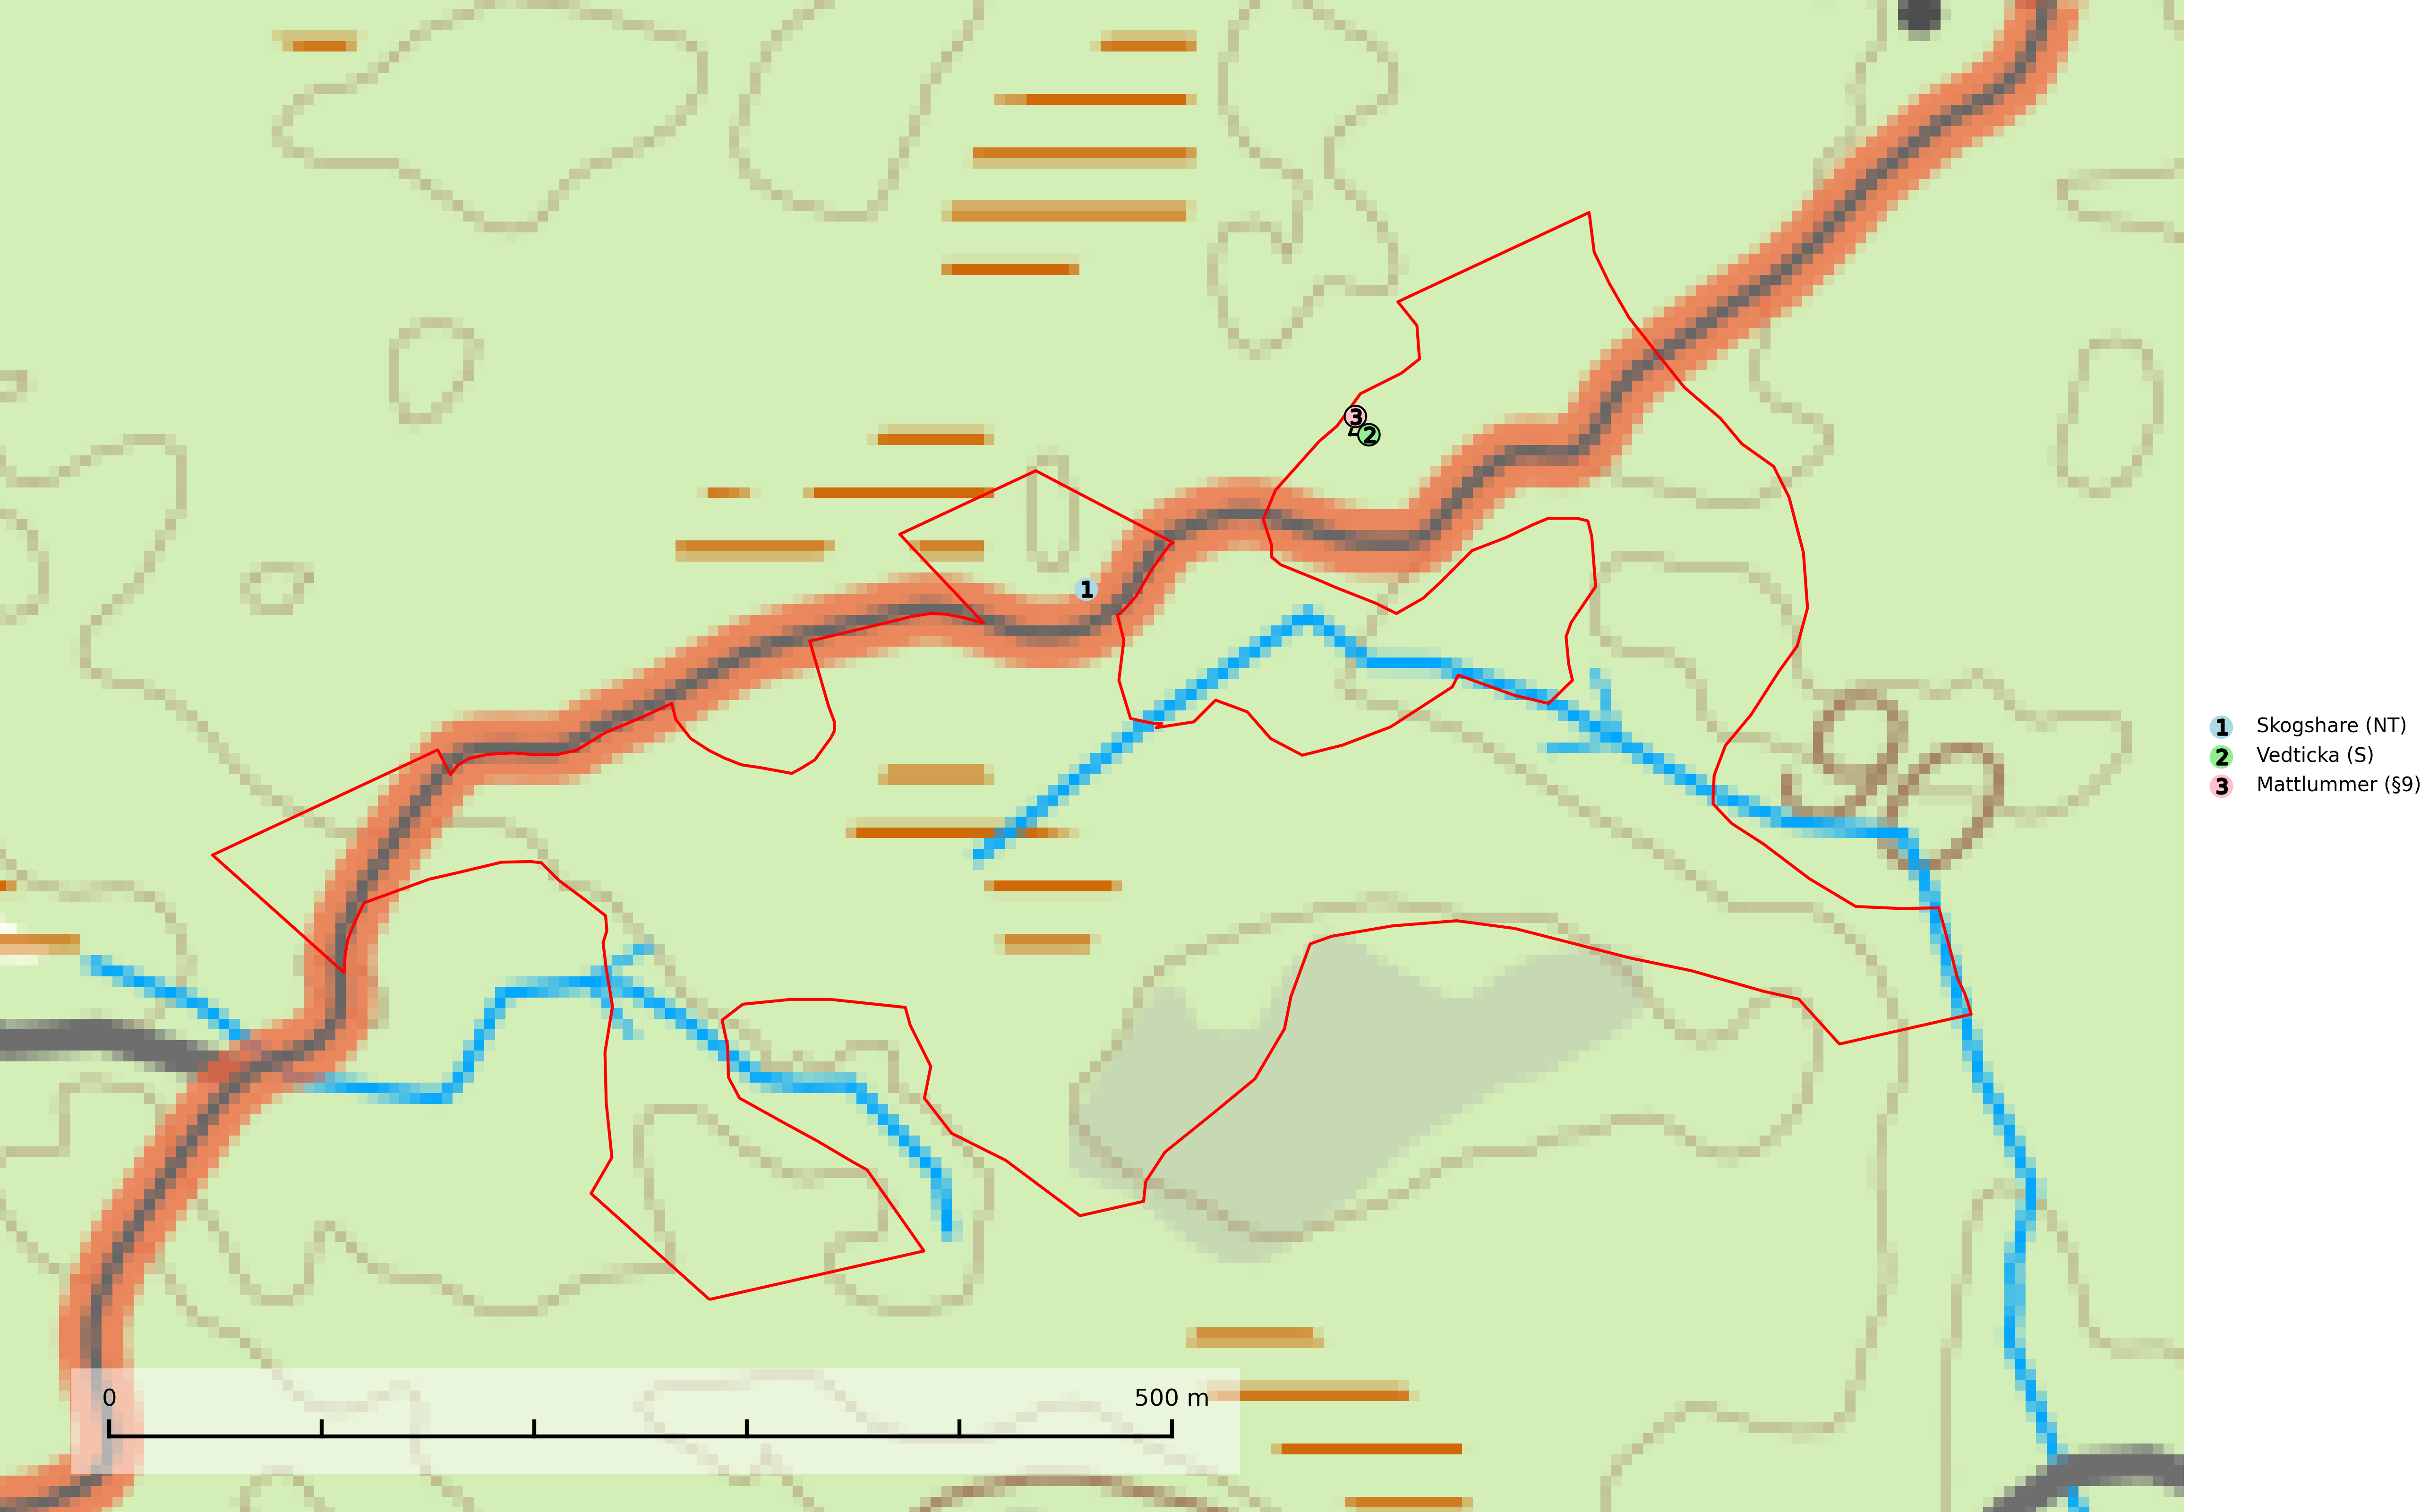 3
2
1
1 Skogshare (NT)
2 Vedticka (S)
3 Mattlummer (§9)
0 500 m